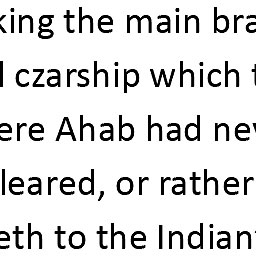 king the main bra
czarship which
ere Ahab had nev
leared, or rather
eth to the Indian'